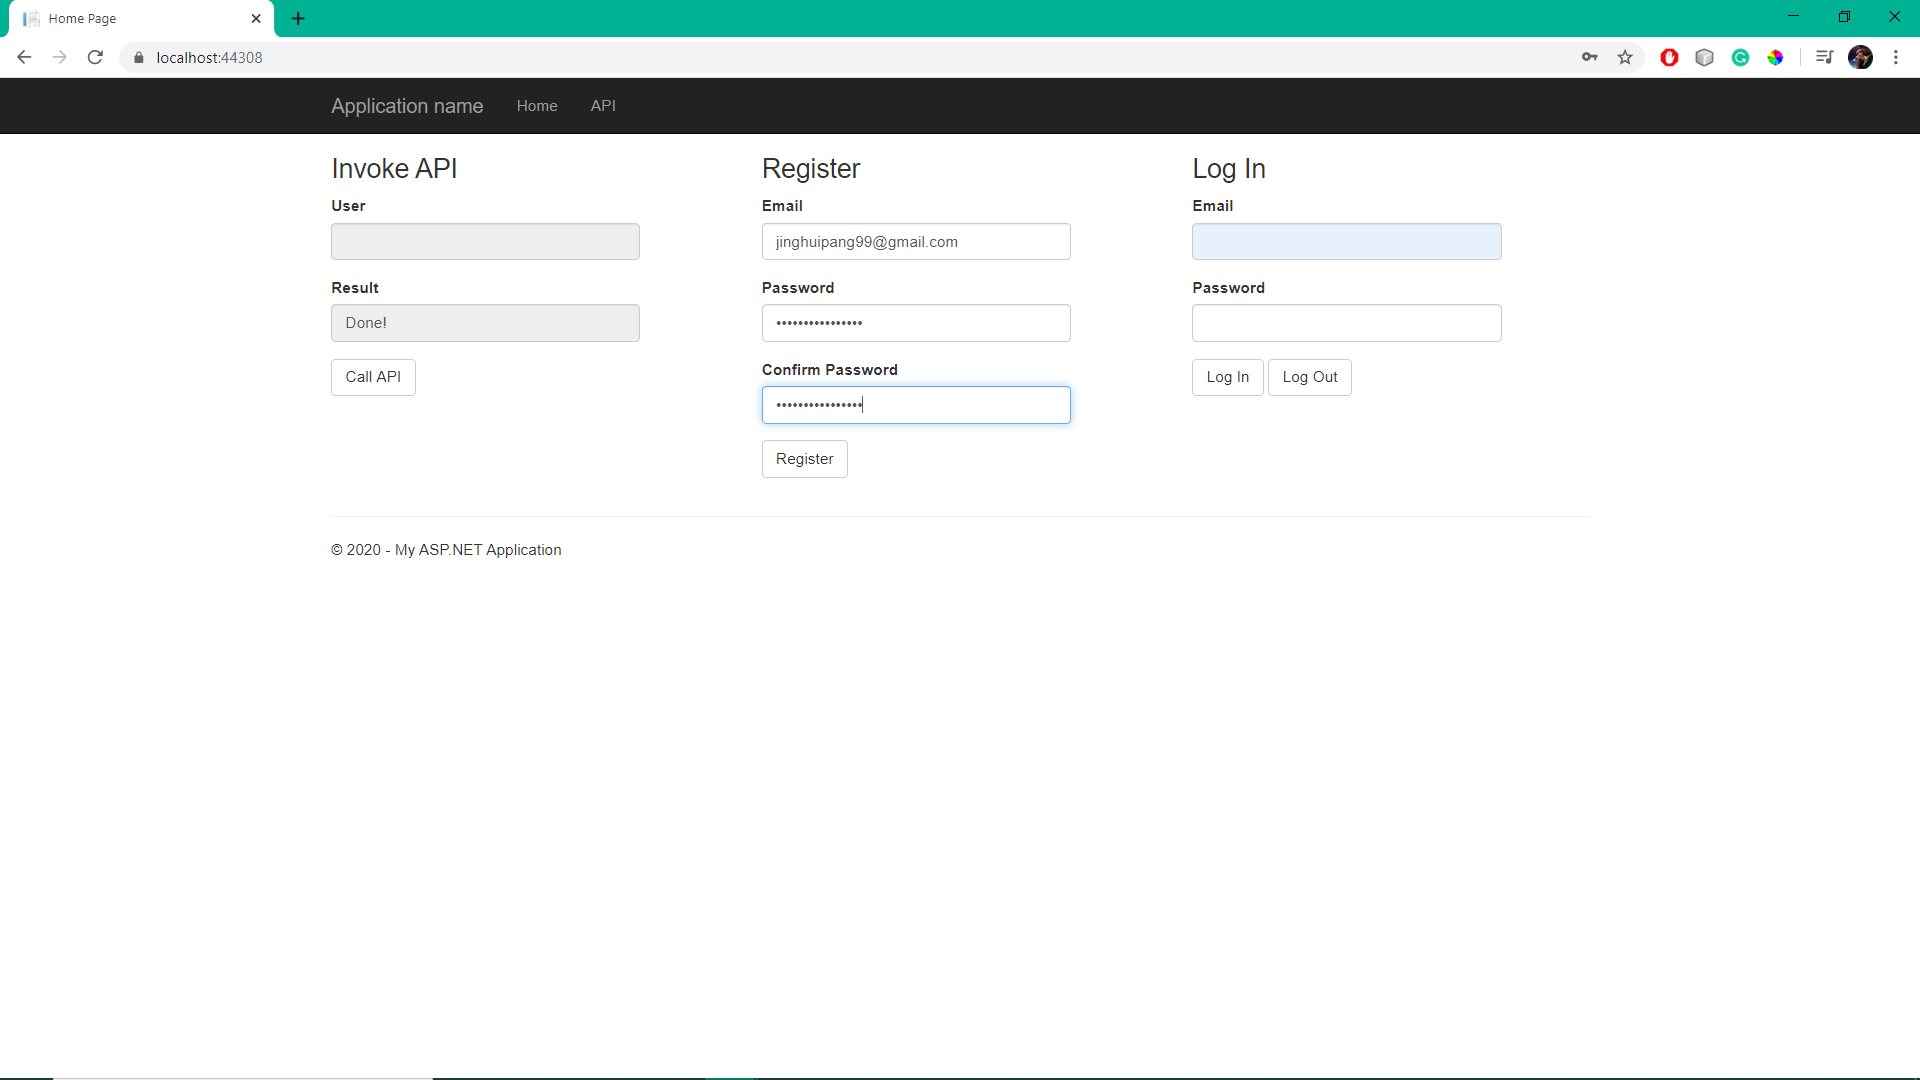 Home Page
localhost:44308
Application name
Home
API
Invoke API
User
Result
Done!
Call API
Register
Email
jinghuipang99@gmail.com
Password
••••••••••••••••
Confirm Password
••••••••••••••••
Register
Log In
Email
Password
Log In
Log Out
© 2020 - My ASP.NET Application